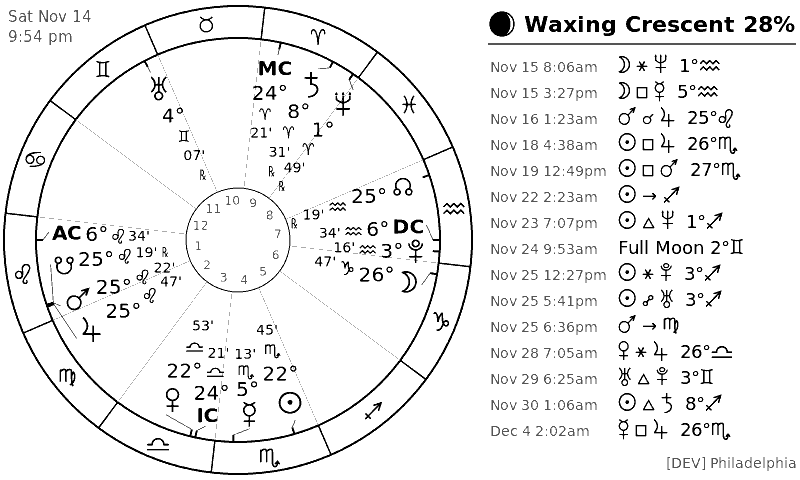 Sat Nov 14
9:54 pm
Waxing Crescent 28%
Nov 15 8:06am ☽ ⚹ ♆ 1°♒
Nov 15 3:27pm ☽ □ ☿ 5°♒
Nov 16 1:23am ♂ ☌ ♃ 25°♌
Nov 18 4:38am ☉ □ ♃ 26°♏
Nov 19 12:49pm ☉ □ ♂ 27°♏
Nov 22 2:23am ☉ → ♐
Nov 23 7:07pm ☉ △ ♆ 1°♐
Nov 24 9:53am Full Moon 2°♊
Nov 25 12:27pm ☉ ⚹ ⯓ 3°♐
Nov 25 5:41pm ☉ ☍ ♅ 3°♐
Nov 25 6:36pm ♂ → ♍
Nov 28 7:05am ♀ ⚹ ♃ 26°♎
Nov 29 6:25am ♅ △ ⯓ 3°♊
Nov 30 1:06am ☉ △ ♄ 8°♐
Dec 4 2:02am ☿ □ ♃ 26°♏
[DEV] Philadelphia
♈
♉
♊
♋
♌
♍
♎
♏
♐
♑
♒
♓
MC 24° ♈ 21'
♄ 8° ♈ 31' ℞
♆ 1° ♈ 49' ℞
♅ 4° ♊ 07' ℞
☊ 25° ♒ 19' ℞
DC 6° ♒ 34'
⯓ 3° ♒ 16'
☽ 26° ♑ 47'
AC 6° ♌ 34'
☋ 25° ♌ 19' ℞
♂ 25° ♌ 22'
♃ 25° ♌ 47'
♀ 22° ♎ 53'
IC 24° ♎ 21'
☿ 5° ♏ 13'
☉ 22° ♏ 45'
1
2
3
4
5
6
7
8
9
10
11
12